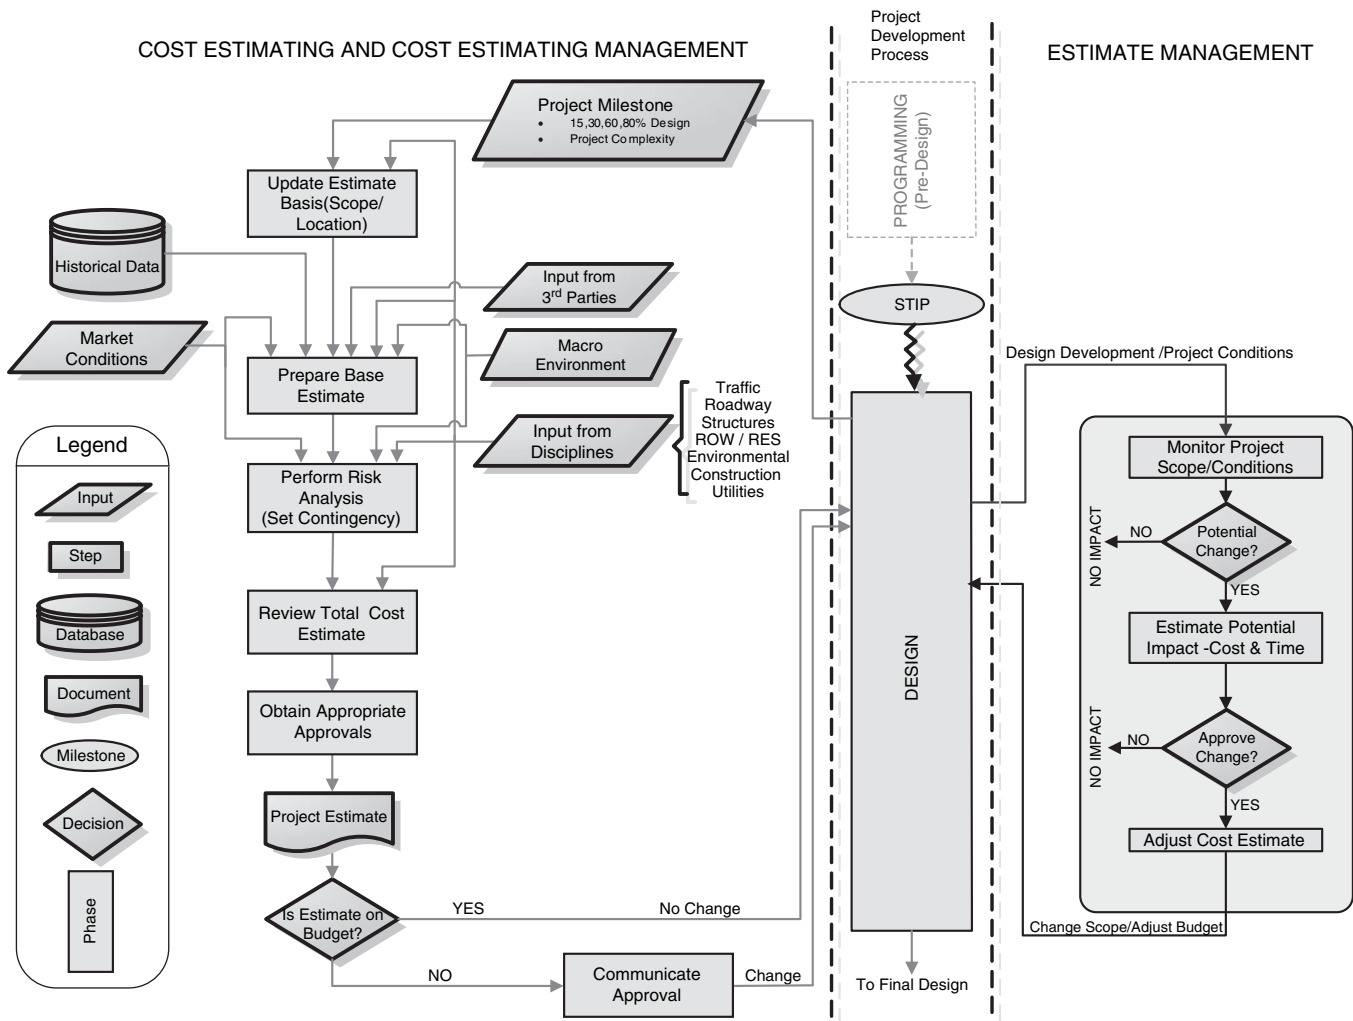 COST ESTIMATING AND COST ESTIMATING MANAGEMENT
Project
Development
Process
ESTIMATE MANAGEMENT
Project Milestone
• 15,30,60,80% Design
• Project Complexity
PROGRAMMING
(Pre-Design)
Update Estimate
Basis(Scope/
Location)
Historical Data
Input from
3rd Parties
STIP
Market
Conditions
Macro
Environment
Prepare Base
Estimate
Design Development /Project Conditions
Input from
Disciplines
Traffic
Roadway
Structures
ROW / RES
Environmental
Construction
Utilities
Legend
Input
Step
Database
Document
Milestone
Decision
Phase
Perform Risk
Analysis
(Set Contingency)
Review Total Cost
Estimate
Obtain Appropriate
Approvals
Project Estimate
Is Estimate on
Budget?
YES
No Change
NO
Communicate
Approval
Change
DESIGN
To Final Design
Monitor Project
Scope/Conditions
Potential
Change?
NO
NO IMPACT
YES
Estimate Potential
Impact -Cost & Time
Approve
Change?
NO
NO IMPACT
YES
Adjust Cost Estimate
Change Scope/Adjust Budget